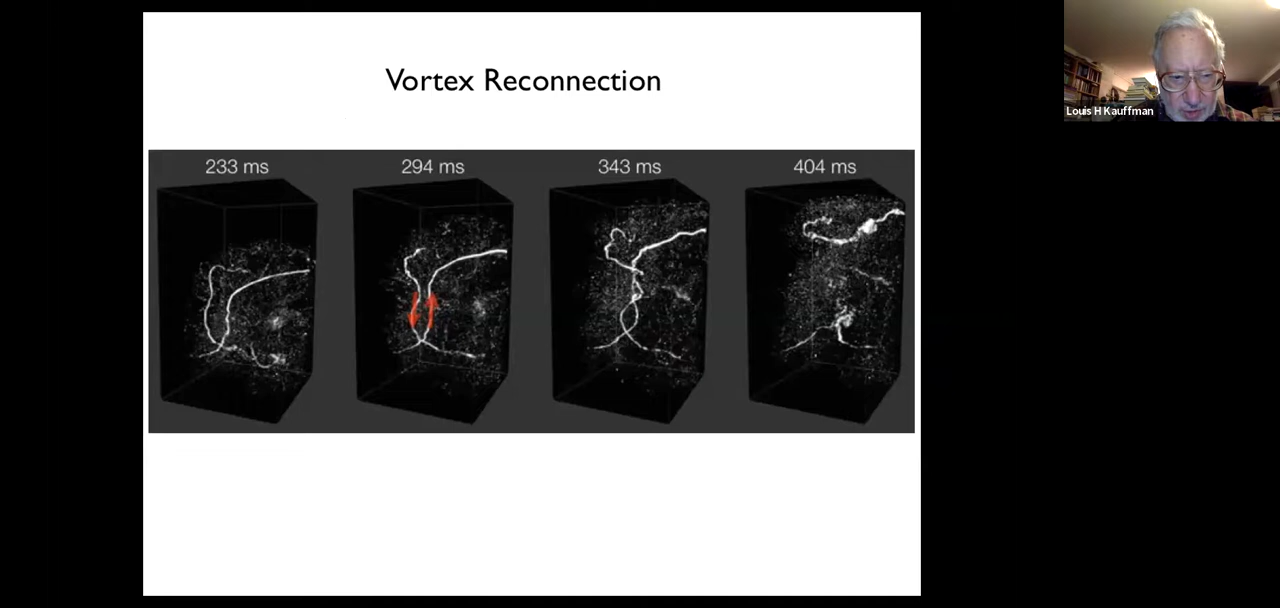 Vortex Reconnection
233 ms
294 ms
343 ms
404 ms
Louis H Kauffman